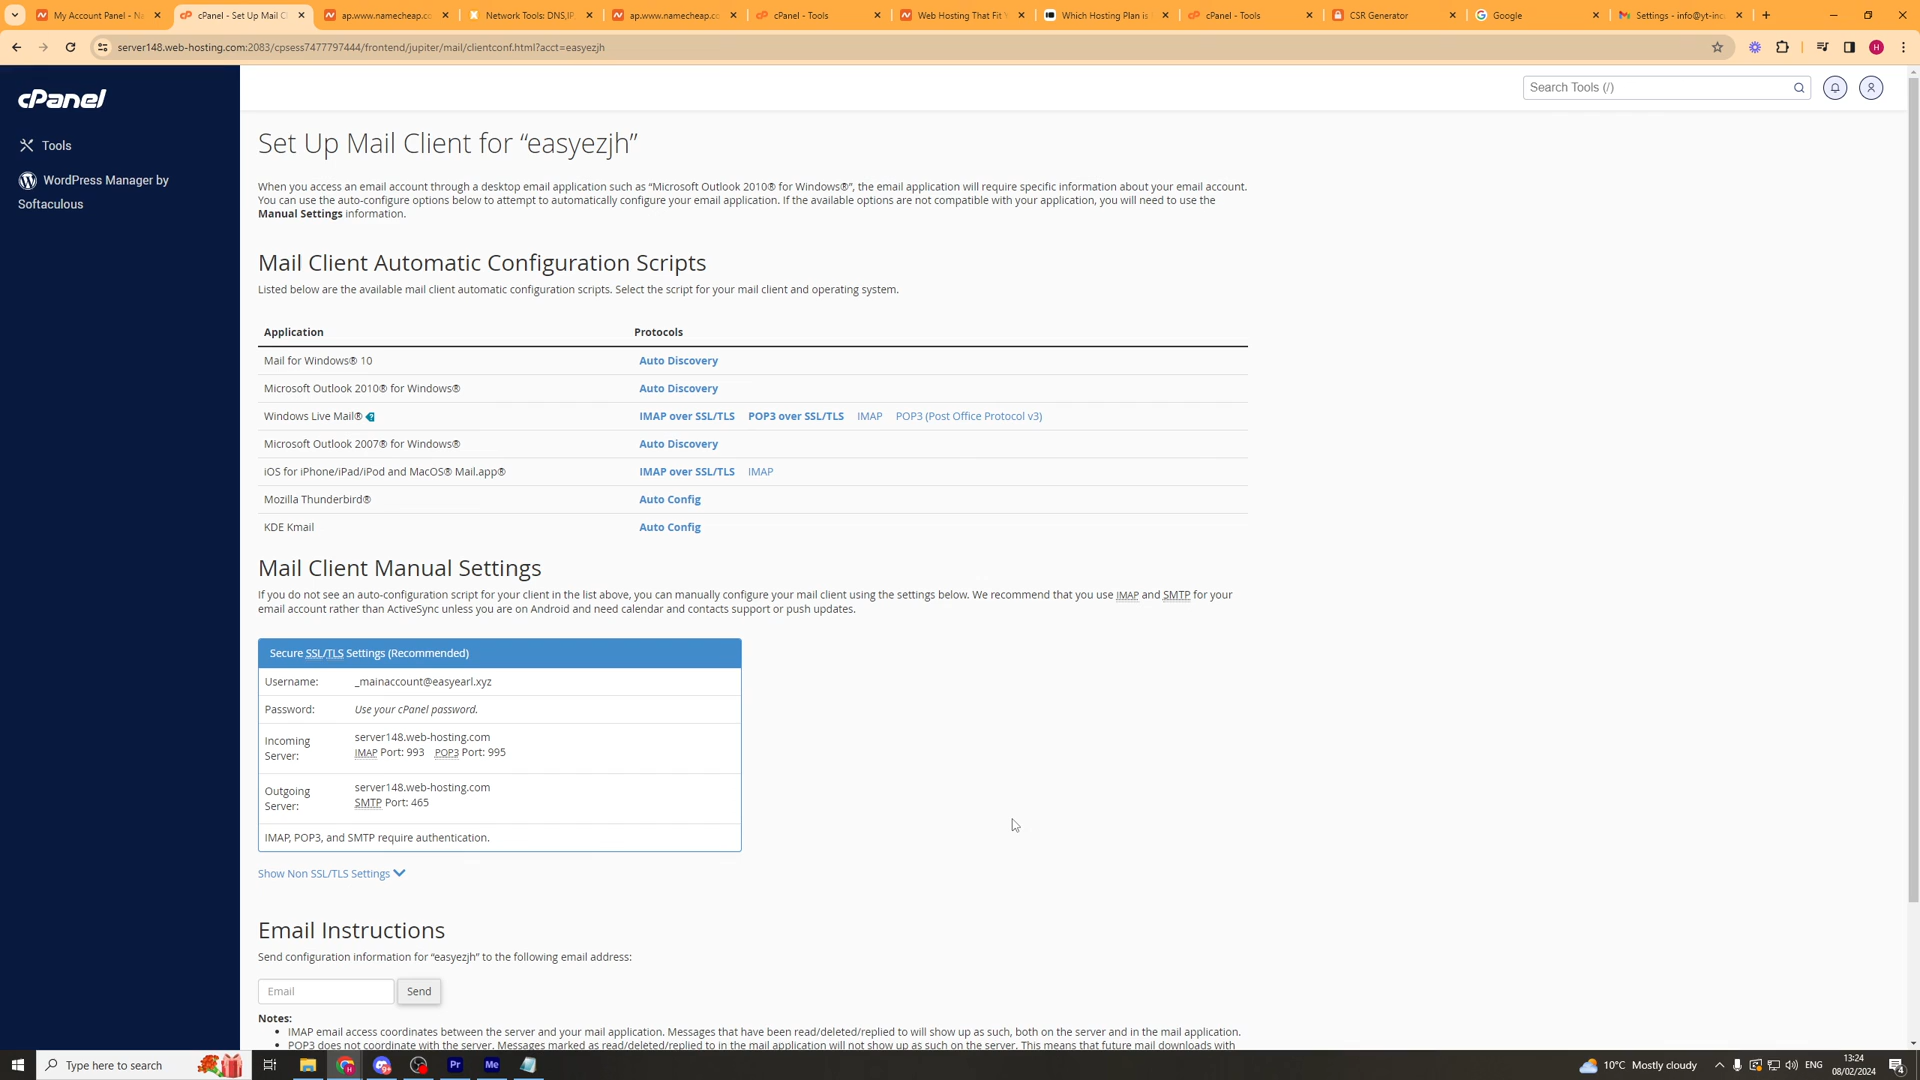 My Account Panel - Na
cPanel - Set Up Mail C
ap.www.namecheap.co
Network Tools: DNS,IP,
ap.www.namecheap.co
cPanel - Tools
Web Hosting That Fit Y
Which Hosting Plan is
cPanel - Tools
CSR Generator
Google
Settings - info@yt-inc
server148.web-hosting.com:2083/cpsess7477797444/frontend/jupiter/mail/clientconf.html?acct=easyezjh
H
cPanel
Search Tools (/)
Tools
WordPress Manager by
Softaculous
Set Up Mail Client for “easyezjh”
When you access an email account through a desktop email application such as “Microsoft Outlook 2010® for Windows®”, the email application will require specific information about your email account.
You can use the auto-configure options below to attempt to automatically configure your email application. If the available options are not compatible with your application, you will need to use the
Manual Settings information.
Mail Client Automatic Configuration Scripts
Listed below are the available mail client automatic configuration scripts. Select the script for your mail client and operating system.
Application Protocols
Mail for Windows® 10 Auto Discovery
Microsoft Outlook 2010® for Windows® Auto Discovery
Windows Live Mail® IMAP over SSL/TLS POP3 over SSL/TLS IMAP POP3 (Post Office Protocol v3)
Microsoft Outlook 2007® for Windows® Auto Discovery
iOS for iPhone/iPad/iPod and MacOS® Mail.app® IMAP over SSL/TLS IMAP
Mozilla Thunderbird® Auto Config
KDE Kmail Auto Config
Mail Client Manual Settings
If you do not see an auto-configuration script for your client in the list above, you can manually configure your mail client using the settings below. We recommend that you use IMAP and SMTP for your
email account rather than ActiveSync unless you are on Android and need calendar and contacts support or push updates.
Secure SSL/TLS Settings (Recommended)
Username: _mainaccount@easyearl.xyz
Password: Use your cPanel password.
Incoming Server: server148.web-hosting.com
IMAP Port: 993 POP3 Port: 995
Outgoing Server: server148.web-hosting.com
SMTP Port: 465
IMAP, POP3, and SMTP require authentication.
Show Non SSL/TLS Settings
Email Instructions
Send configuration information for “easyezjh” to the following email address:
Email Send
Notes:
• IMAP email access coordinates between the server and your mail application. Messages that have been read/deleted/replied to will show up as such, both on the server and in the mail application.
• POP3 does not coordinate with the server. Messages marked as read/deleted/replied to in the mail application will not show up as such on the server. This means that future mail downloads with
Type here to search
Pr
Me
10°C Mostly cloudy
ENG
13:24
08/02/2024
4